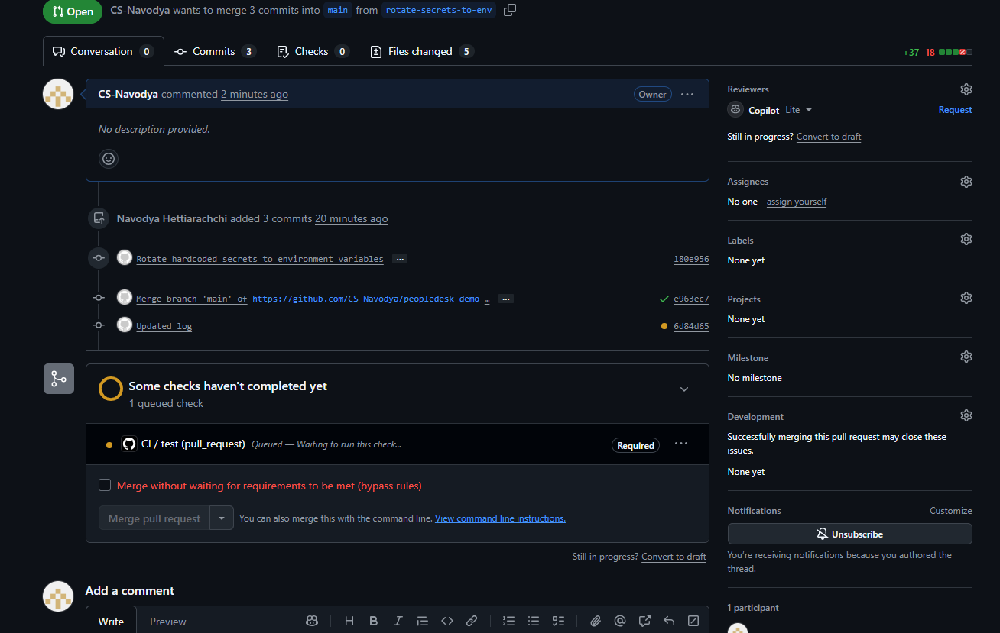 Open CS-Navodya wants to merge 3 commits into main from rotate-secrets-to-env
Conversation 0 Commits 3 Checks 0 Files changed 5 +37 -18
CS-Navodya commented 2 minutes ago Owner
No description provided.
Navodya Hettiarachchi added 3 commits 20 minutes ago
Rotate hardcoded secrets to environment variables ... 180e956
Merge branch 'main' of https://github.com/CS-Navodya/peopledesk-demo … ... e963ec7
Updated log 6d84d65
Some checks haven't completed yet
1 queued check
CI / test (pull_request) Queued — Waiting to run this check... Required
Merge without waiting for requirements to be met (bypass rules)
Merge pull request You can also merge this with the command line. View command line instructions.
Still in progress? Convert to draft
Add a comment
Write Preview
Reviewers
Copilot Lite Request
Still in progress? Convert to draft
Assignees
No one—assign yourself
Labels
None yet
Projects
None yet
Milestone
No milestone
Development
Successfully merging this pull request may close these
issues.
None yet
Notifications Customize
Unsubscribe
You're receiving notifications because you authored the
thread.
1 participant